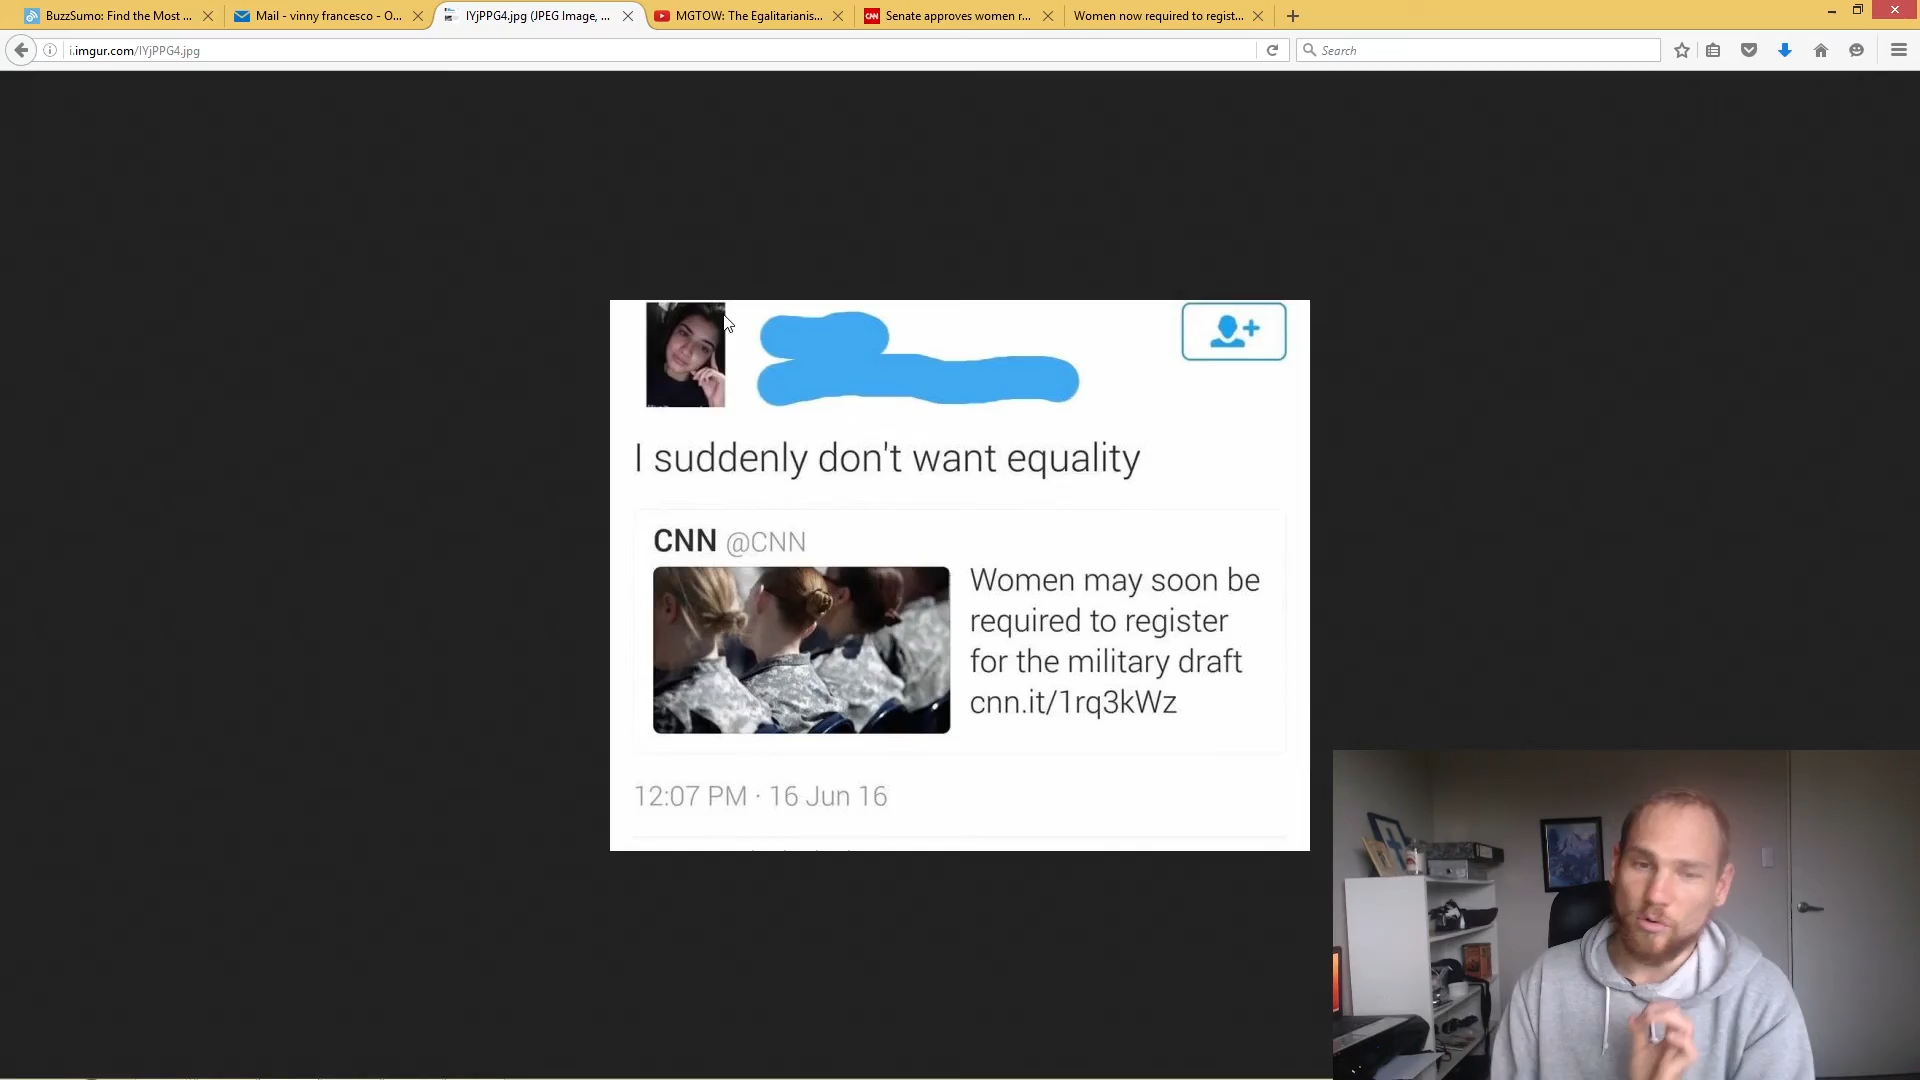 BuzzSumo: Find the Most ...
Mail - vinny francesco - O...
IYjPPG4.jpg (JPEG Image, ...
MGTOW: The Egalitarianis...
CNN
Senate approves women r...
Women now required to regist...
i.imgur.com/IYjPPG4.jpg
Search
I suddenly don't want equality
CNN @CNN
Women may soon be
required to register
for the military draft
cnn.it/1rq3kWz
12:07 PM · 16 Jun 16